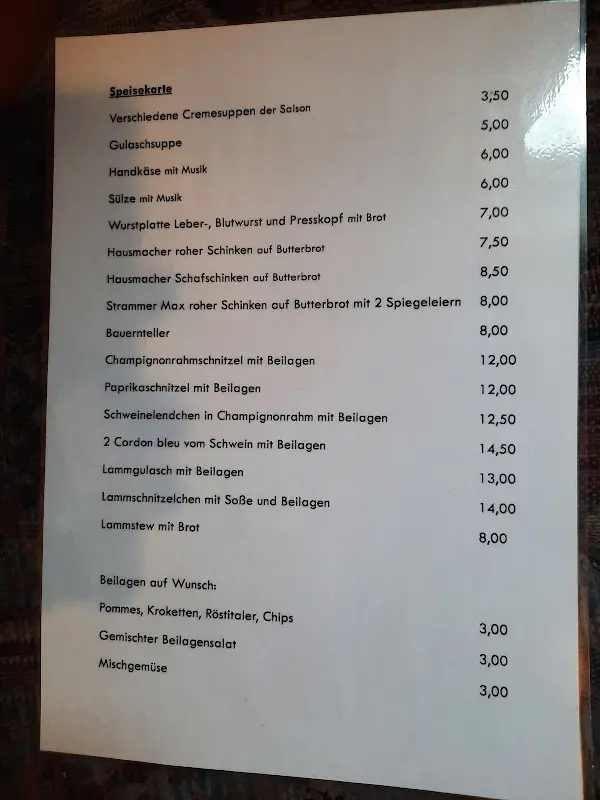 Speisekarte
Verschiedene Cremesuppen der Saison 3,50
Gulaschsuppe 5,00
Handkäse mit Musik 6,00
Sülze mit Musik 6,00
Wurstplatte Leber-, Blutwurst und Presskopf mit Brot 7,00
Hausmacher roher Schinken auf Butterbrot 7,50
Hausmacher Schafschinken auf Butterbrot 8,50
Strammer Max roher Schinken auf Butterbrot mit 2 Spiegeleiern 8,00
Bauernteller 8,00
Champignonrahmschnitzel mit Beilagen 12,00
Paprikaschnitzel mit Beilagen 12,00
Schweinelendchen in Champignonrahm mit Beilagen 12,50
2 Cordon bleu vom Schwein mit Beilagen 14,50
Lammgulasch mit Beilagen 13,00
Lammschnitzelchen mit Soße und Beilagen 14,00
Lammstew mit Brot 8,00
Beilagen auf Wunsch:
Pommes, Kroketten, Röstitaler, Chips 3,00
Gemischter Beilagensalat 3,00
Mischgemüse 3,00